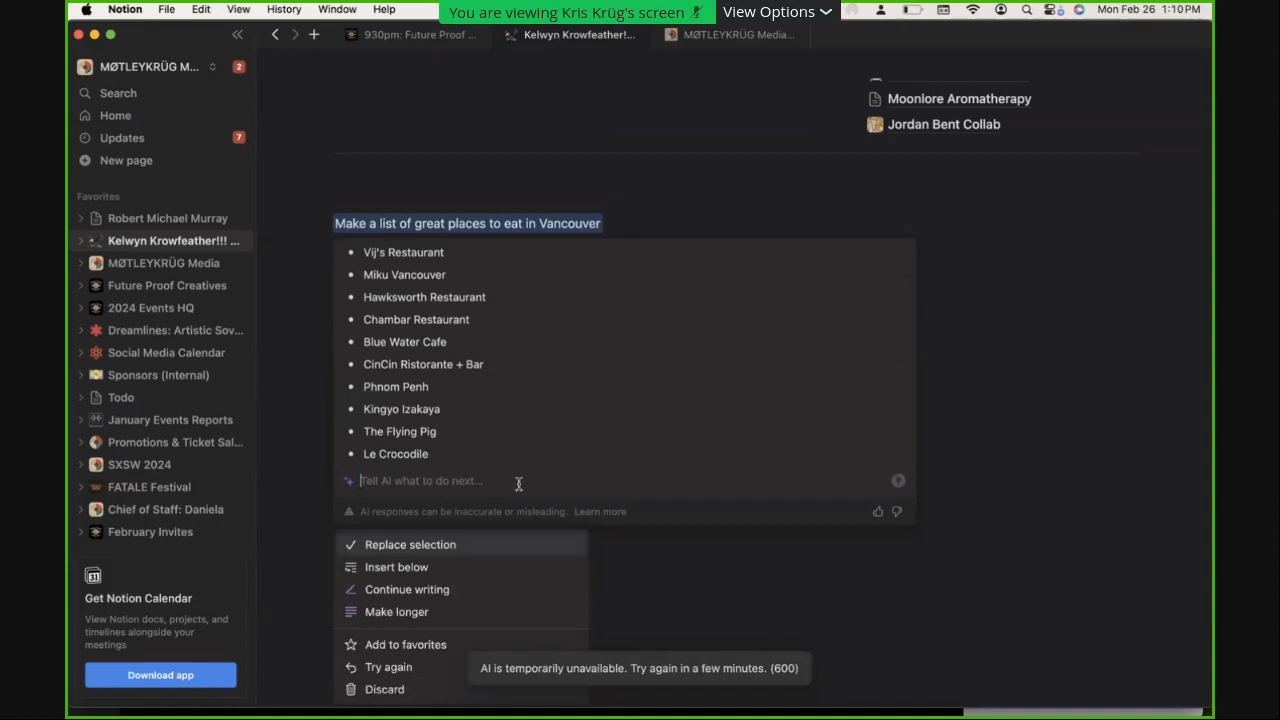 Notion File Edit View History Window Help
You are viewing Kris Krüg's screen
View Options
Mon Feb 26 1:10PM
930pm: Future Proof ...
Kelwyn Krowfeather!...
MØTLEYKRÜG Media...
MØTLEYKRÜG M...
2
Search
Home
Updates
7
New page
Favorites
Robert Michael Murray
Kelwyn Krowfeather!!! ...
MØTLEYKRÜG Media
Future Proof Creatives
2024 Events HQ
Dreamlines: Artistic Sov...
Social Media Calendar
Sponsors (Internal)
Todo
January Events Reports
Promotions & Ticket Sal...
SXSW 2024
FATALE Festival
Chief of Staff: Daniela
February Invites
31
Get Notion Calendar
View Notion docs, projects, and
timelines alongside your
meetings
Download app
Moonlore Aromatherapy
Jordan Bent Collab
Make a list of great places to eat in Vancouver
Vij's Restaurant
Miku Vancouver
Hawksworth Restaurant
Chambar Restaurant
Blue Water Cafe
CinCin Ristorante + Bar
Phnom Penh
Kingyo Izakaya
The Flying Pig
Le Crocodile
Tell AI what to do next...
AI responses can be inaccurate or misleading. Learn more
Replace selection
Insert below
Continue writing
Make longer
Add to favorites
Try again
Discard
AI is temporarily unavailable. Try again in a few minutes. (600)